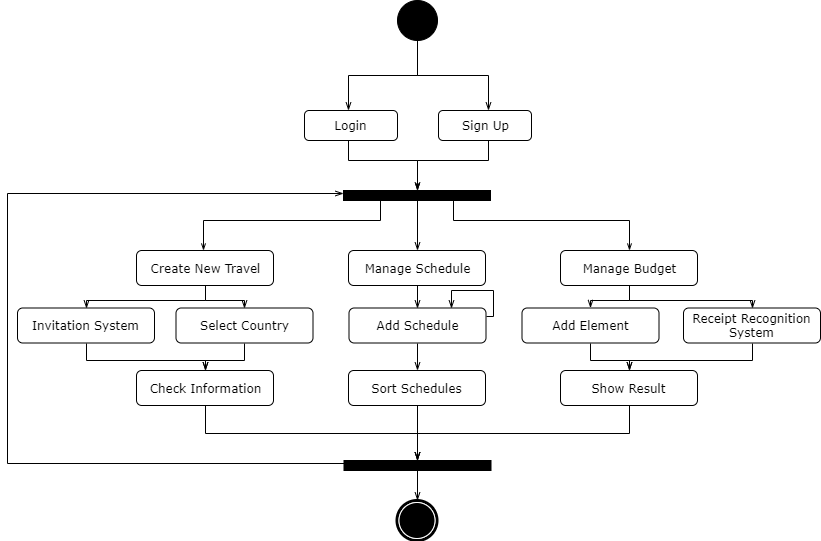 Login
Sign Up
Create New Travel
Manage Schedule
Manage Budget
Invitation System
Select Country
Add Schedule
Add Element
Receipt Recognition
System
Check Information
Sort Schedules
Show Result